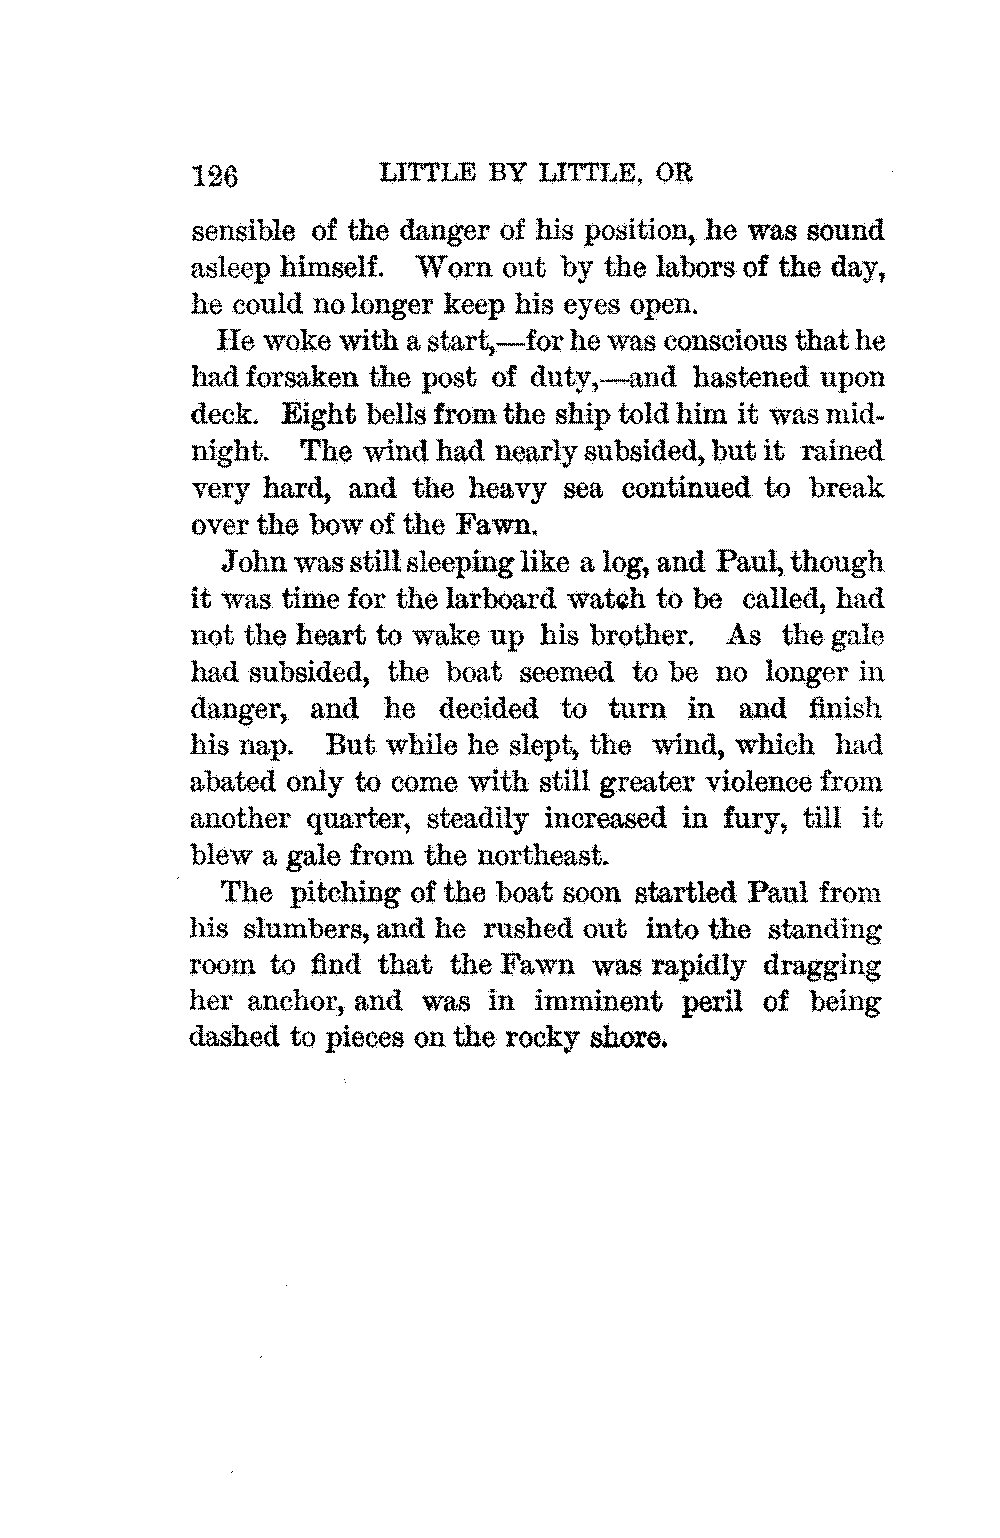 126 LITTLE BY LITTLE, OR
sensible of the danger of his position, he was sound
asleep himself. Worn out by the labors of the day,
he could no longer keep his eyes open.
He woke with a start,—for he was conscious that he
had forsaken the post of duty,—and hastened upon
deck. Eight bells from the ship told him it was mid-
night. The wind had nearly subsided, but it rained
very hard, and the heavy sea continued to break
over the bow of the Fawn.
John was still sleeping like a log, and Paul, though
it was time for the larboard watch to be called, had
not the heart to wake up his brother. As the gale
had subsided, the boat seemed to be no longer in
danger, and he decided to turn in and finish
his nap. But while he slept, the wind, which had
abated only to come with still greater violence from
another quarter, steadily increased in fury, till it
blew a gale from the northeast.
The pitching of the boat soon startled Paul from
his slumbers, and he rushed out into the standing
room to find that the Fawn was rapidly dragging
her anchor, and was in imminent peril of being
dashed to pieces on the rocky shore.